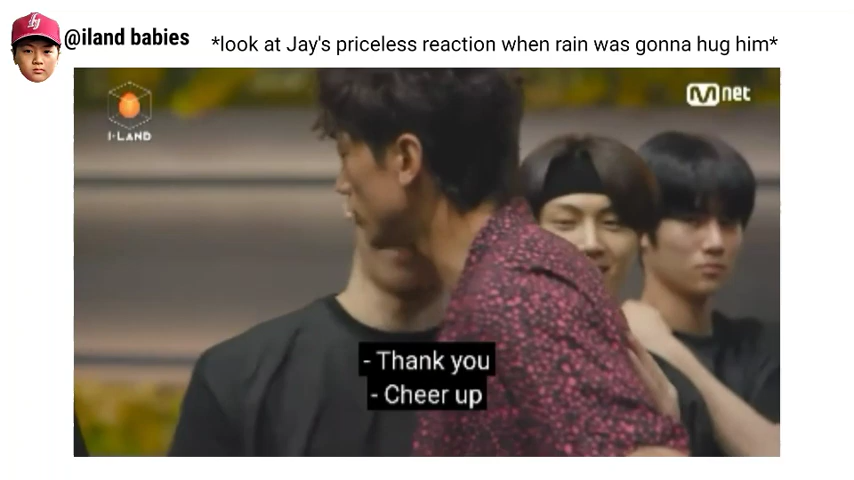 @iland babies
*look at Jay's priceless reaction when rain was gonna hug him*
I-LAND
Mnet
- Thank you
- Cheer up